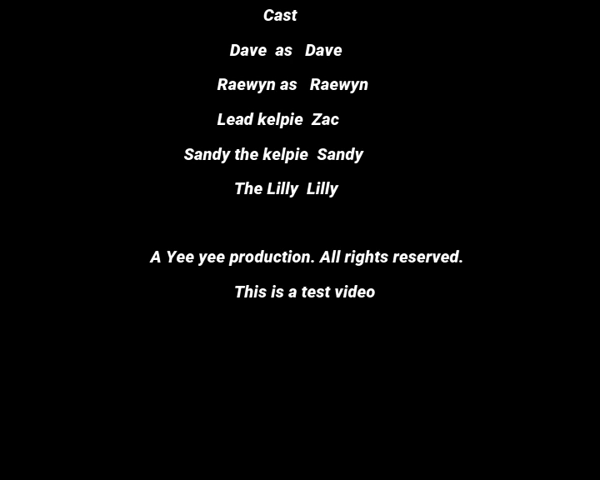 Cast
Dave as Dave
Raewyn as Raewyn
Lead kelpie Zac
Sandy the kelpie Sandy
The Lilly Lilly
A Yee yee production. All rights reserved.
This is a test video